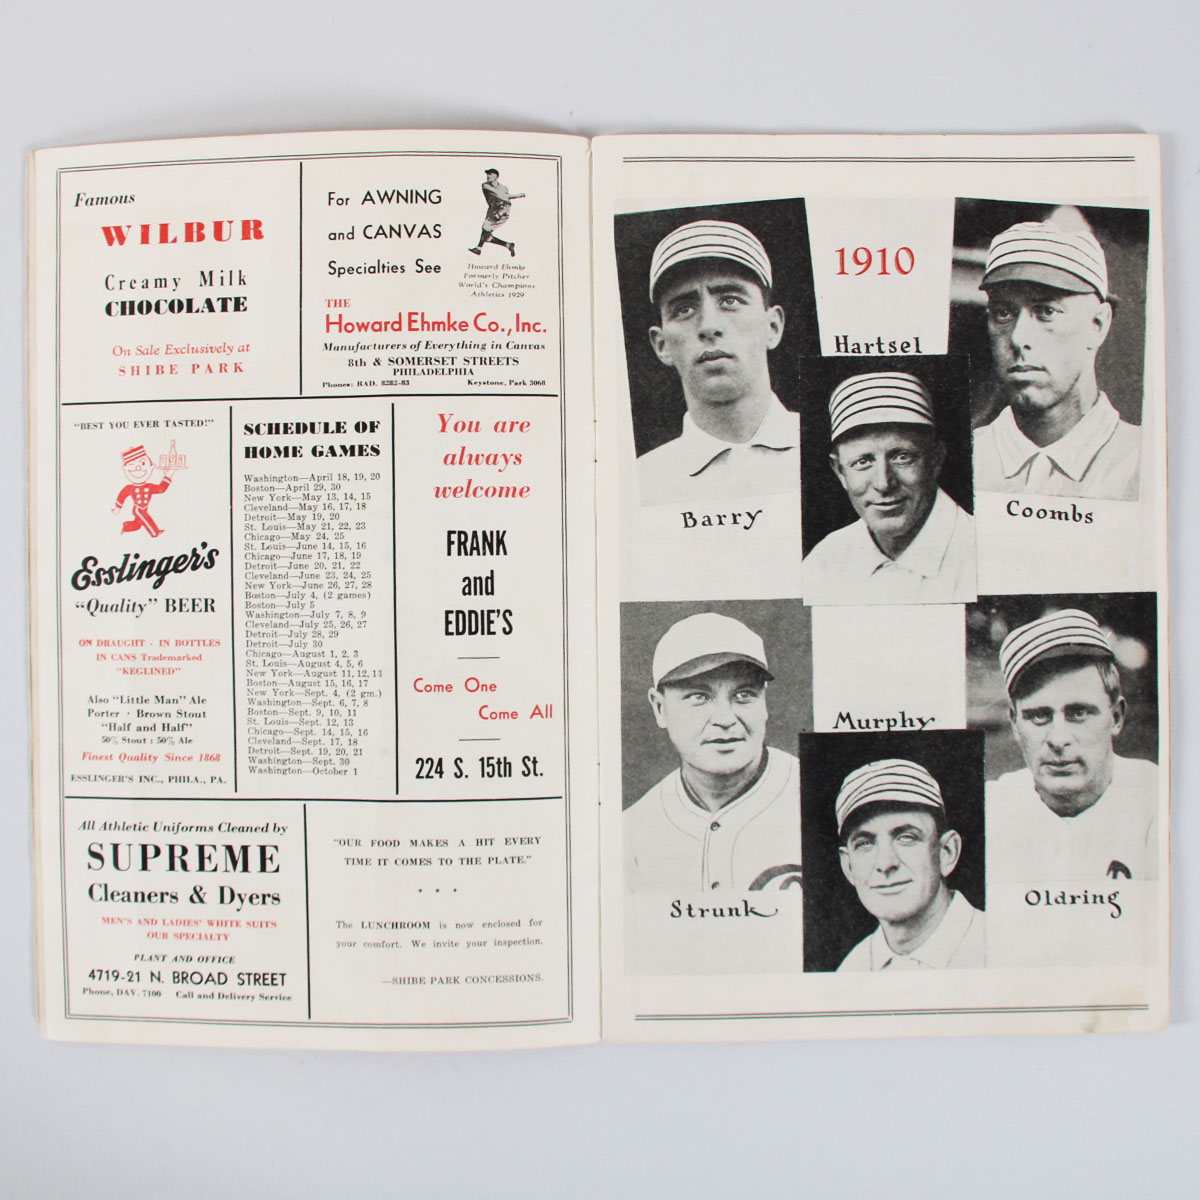 Famous
WILBUR
Creamy Milk
CHOCOLATE
On Sale Exclusively at
SHIBE PARK
For AWNING
and CANVAS
Specialties See
Howard Ehmke
Formerly Pitcher
World's Champions
Athletics 1929
THE
Howard Ehmke Co., Inc.
Manufacturers of Everything in Canvas
8th & SOMERSET STREETS
PHILADELPHIA
Phones: RAD. 8282-83 Keystone, Park 3068
"BEST YOU EVER TASTED!"
Esslinger's
"Quality" BEER
ON DRAUGHT - IN BOTTLES
IN CANS Trademarked
"KEGLINED"
Also "Little Man" Ale
Porter - Brown Stout
"Half and Half"
50% Stout : 50% Ale
Finest Quality Since 1868
ESSLINGER'S INC., PHILA., PA.
SCHEDULE OF
HOME GAMES
Washington—April 18, 19, 20
Boston—April 29, 30
New York—May 13, 14, 15
Cleveland—May 16, 17, 18
Detroit—May 19, 20
St. Louis—May 21, 22, 23
Chicago—May 24, 25
St. Louis—June 14, 15, 16
Chicago—June 17, 18, 19
Detroit—June 20, 21, 22
Cleveland—June 23, 24, 25
New York—June 26, 27, 28
Boston—July 4, (2 games)
Boston—July 5
Washington—July 7, 8, 9
Cleveland—July 25, 26, 27
Detroit—July 28, 29
Detroit—July 30
Chicago—August 1, 2, 3
St. Louis—August 4, 5, 6
New York—August 11, 12, 13
Boston—August 15, 16, 17
New York—Sept. 4, (2 gm.)
Washington—Sept. 6, 7, 8
Boston—Sept. 9, 10, 11
St. Louis—Sept. 12, 13
Chicago—Sept. 14, 15, 16
Cleveland—Sept. 17, 18
Detroit—Sept. 19, 20, 21
Washington—Sept. 30
Washington—October 1
You are
always
welcome
FRANK
and
EDDIE'S
Come One
Come All
224 S. 15th St.
All Athletic Uniforms Cleaned by
SUPREME
Cleaners & Dyers
MEN'S AND LADIES' WHITE SUITS
OUR SPECIALTY
PLANT AND OFFICE
4719-21 N. BROAD STREET
Phone, DAV. 7100 Call and Delivery Service
"OUR FOOD MAKES A HIT EVERY
TIME IT COMES TO THE PLATE."
* * *
The LUNCHROOM is now enclosed for
your comfort. We invite your inspection.
—SHIBE PARK CONCESSIONS.
1910
Hartsel
Barry
Coombs
Murphy
Strunk
Oldring